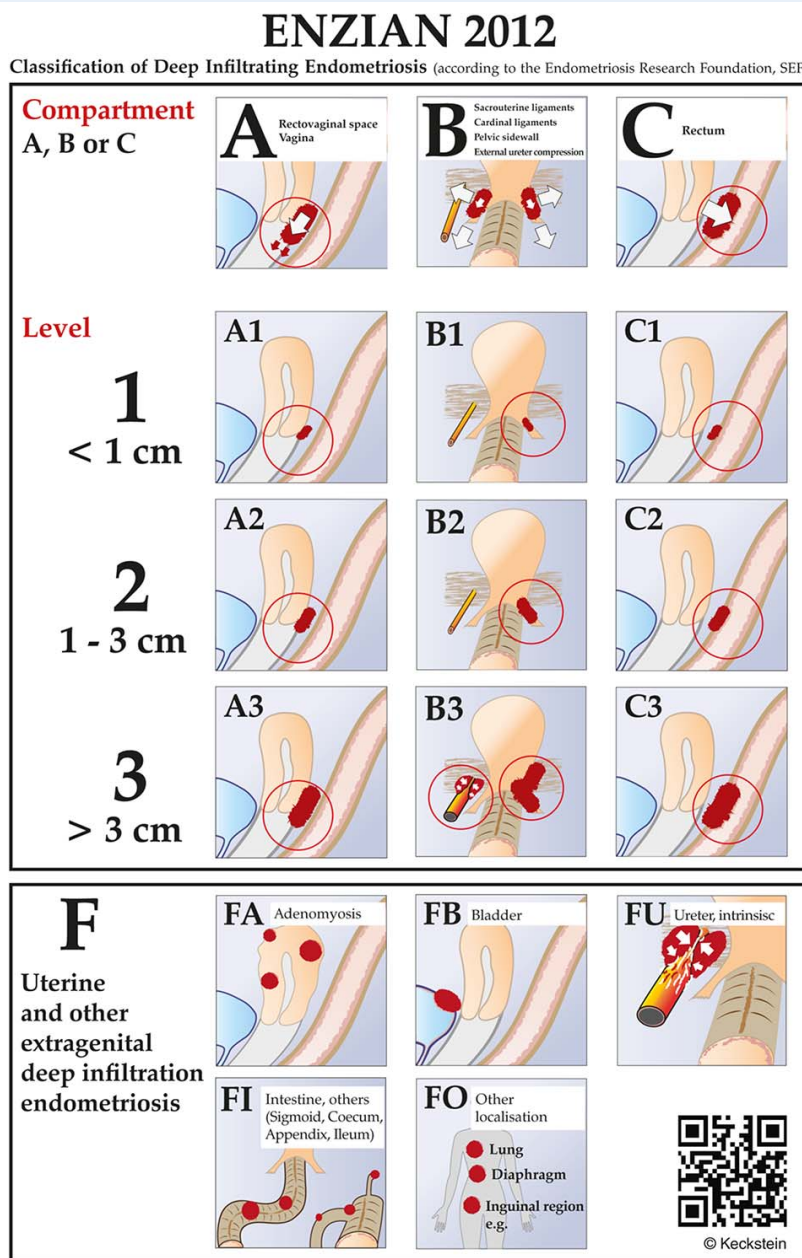 ENZIAN 2012
Classification of Deep Infiltrating Endometriosis (according to the Endometriosis Research Foundation,
Compartment
A, B or C
A
Rectovaginal space
Vagina
B
Sacrouterine ligaments
Cardinal ligaments
Pelvic sidewall
External ureter compression
C
Rectum
Level
1
< 1 cm
A1
B1
C1
2
1 - 3 cm
A2
B2
C2
3
> 3 cm
A3
B3
C3
F
Uterine
and other
extragenital
deep infiltration
endometriosis
FA Adenomyosis
FB Bladder
FU Ureter, intrinsisc
FI Intestine, others
(Sigmoid, Coecum,
Appendix, Ileum)
FO Other
localisation
Lung
Diaphragm
Inguinal region
e.g.
© Keckstein